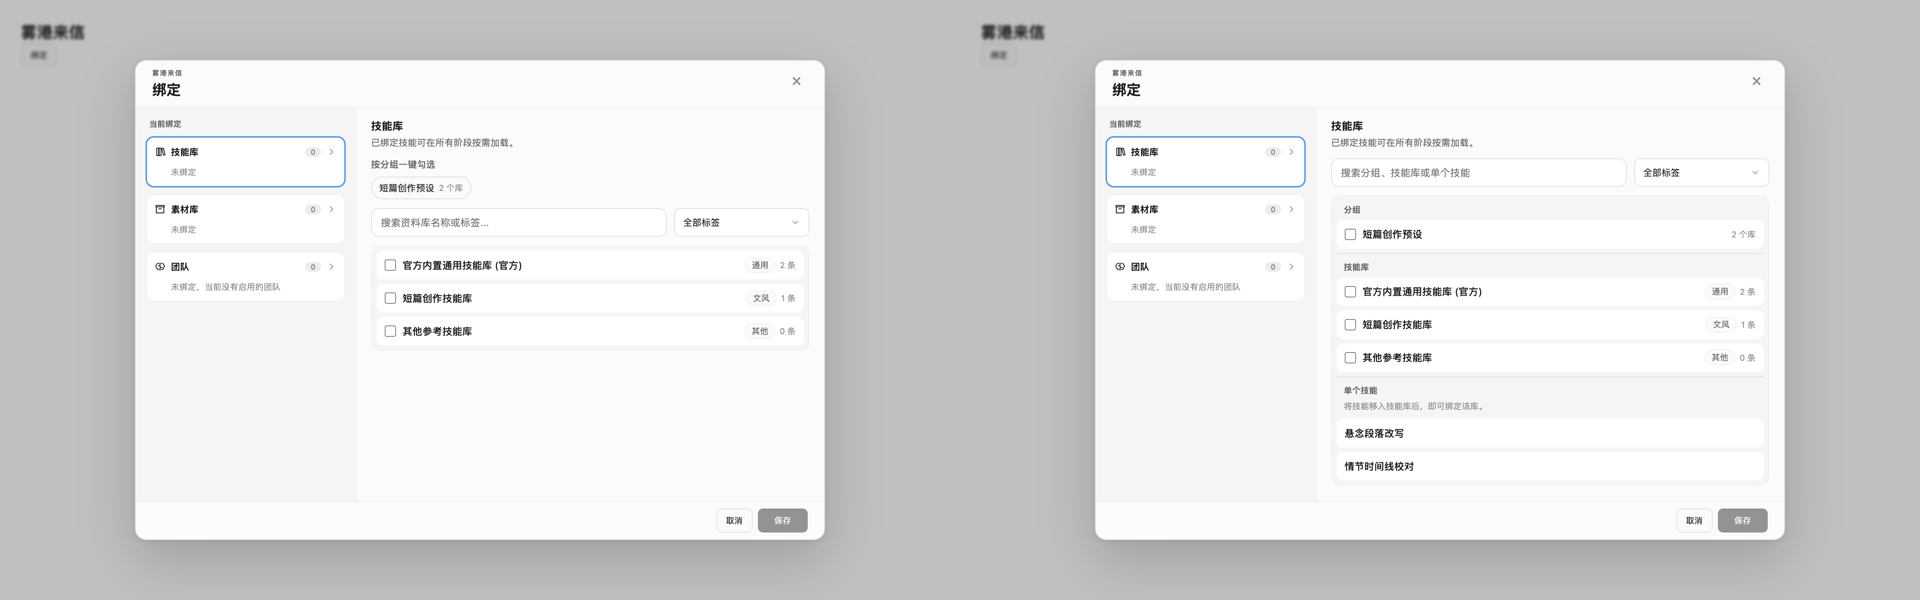 雾港来信
绑定
雾港来信
绑定
当前绑定
技能库 0
未绑定
素材库 0
未绑定
团队 0
未绑定，当前没有启用的团队
技能库
已绑定技能可在所有阶段按需加载。
按分组一键勾选
短篇创作预设 2 个库
搜索资料库名称或标签...
全部标签
官方内置通用技能库 (官方) 通用 2 条
短篇创作技能库 文风 1 条
其他参考技能库 其他 0 条
取消
保存
雾港来信
绑定
雾港来信
绑定
当前绑定
技能库 0
未绑定
素材库 0
未绑定
团队 0
未绑定，当前没有启用的团队
技能库
已绑定技能可在所有阶段按需加载。
搜索分组、技能库或单个技能
全部标签
分组
短篇创作预设 2 个库
技能库
官方内置通用技能库 (官方) 通用 2 条
短篇创作技能库 文风 1 条
其他参考技能库 其他 0 条
单个技能
将技能移入技能库后，即可绑定该库。
悬念段落改写
情节时间线校对
取消
保存